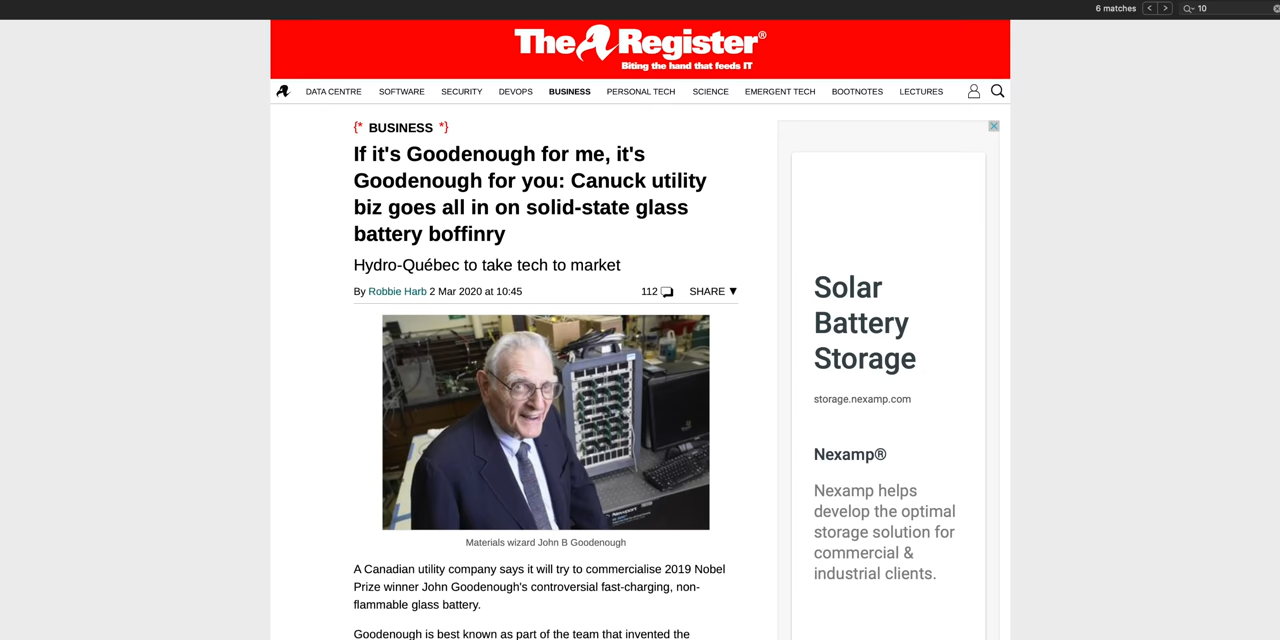 6 matches < > 10
The Register®
Biting the hand that feeds IT
DATA CENTRE SOFTWARE SECURITY DEVOPS BUSINESS PERSONAL TECH SCIENCE EMERGENT TECH BOOTNOTES LECTURES
{* BUSINESS *}
If it's Goodenough for me, it's
Goodenough for you: Canuck utility
biz goes all in on solid-state glass
battery boffinry
Hydro-Québec to take tech to market
By Robbie Harb 2 Mar 2020 at 10:45 112 SHARE ▼
Materials wizard John B Goodenough
A Canadian utility company says it will try to commercialise 2019 Nobel
Prize winner John Goodenough's controversial fast-charging, non-
flammable glass battery.
Goodenough is best known as part of the team that invented the
Solar
Battery
Storage
storage.nexamp.com
Nexamp®
Nexamp helps
develop the optimal
storage solution for
commercial &
industrial clients.